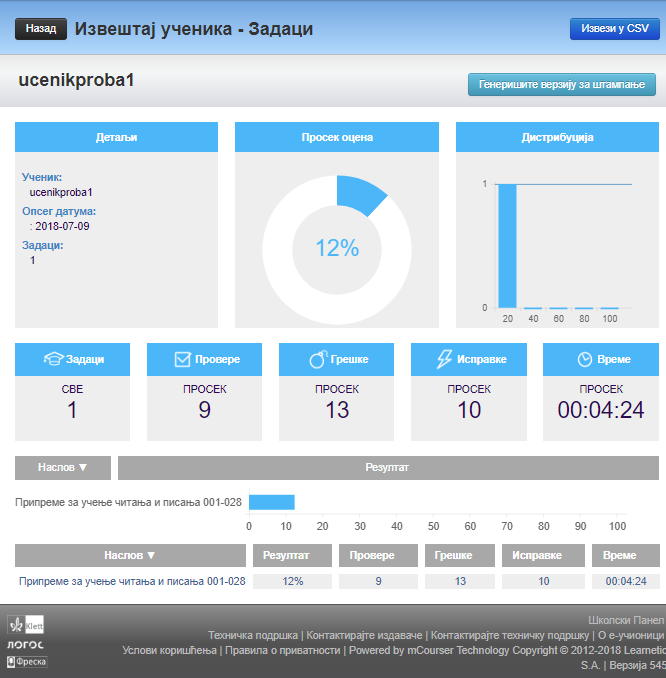 Назад
Извештај ученика - Задаци
Извези у CSV
ucenikproba1
Генеришите верзију за штампање
Детаљи
Просек оцена
Дистрибуција
Ученик:
ucenikproba1
Опсег датума:
: 2018-07-09
Задаци:
1
12%
1
0
20 40 60 80 100
Задаци
Провере
Грешке
Исправке
Време
СВЕ
ПРОСЕК
ПРОСЕК
ПРОСЕК
ПРОСЕК
1
9
13
10
00:04:24
Наслов ▼
Резултат
Припреме за учење читања и писања 001-028
0 10 20 30 40 50 60 70 80 90 100
Наслов ▼ Резултат Провере Грешке Исправке Време
Припреме за учење читања и писања 001-028 12% 9 13 10 00:04:24
Klett
ЛОГОС
Фреска
Школски Панел
Техничка подршка | Контактирајте издаваче | Контактирајте техничку подршку | О е-учионици
Услови коришћења | Правила о приватности | Powered by mCourser Technology Copyright © 2012-2018 Learnetic
S.A. | Верзија 545